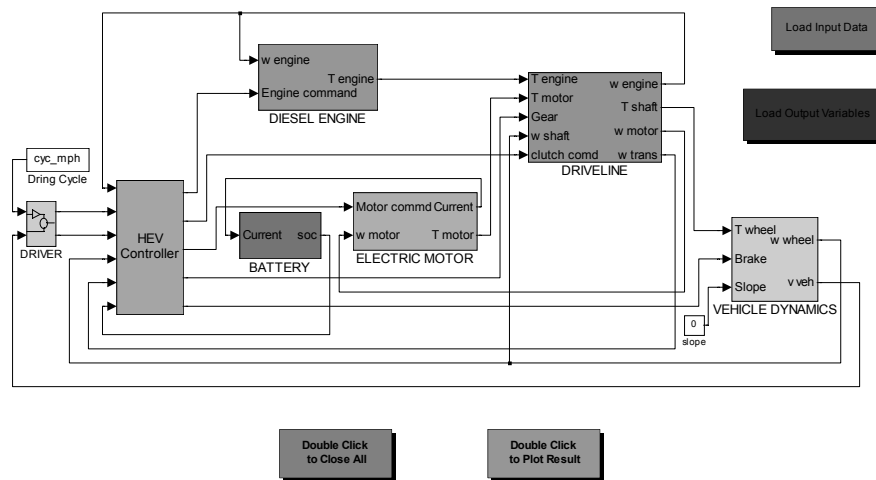 Load Input Data
w engine
T engine
Engine command
DIESEL ENGINE
T engine
w engine
T motor
T shaft
Gear
w motor
w shaft
clutch comd
w trans
DRIVELINE
Load Output Variables
cyc_mph
Dring Cycle
DRIVER
HEV
Controller
Current
soc
BATTERY
Motor commd
Current
w motor
T motor
ELECTRIC MOTOR
T wheel
w wheel
Brake
v veh
Slope
VEHICLE DYNAMICS
0
slope
Double Click
to Close All
Double Click
to Plot Result